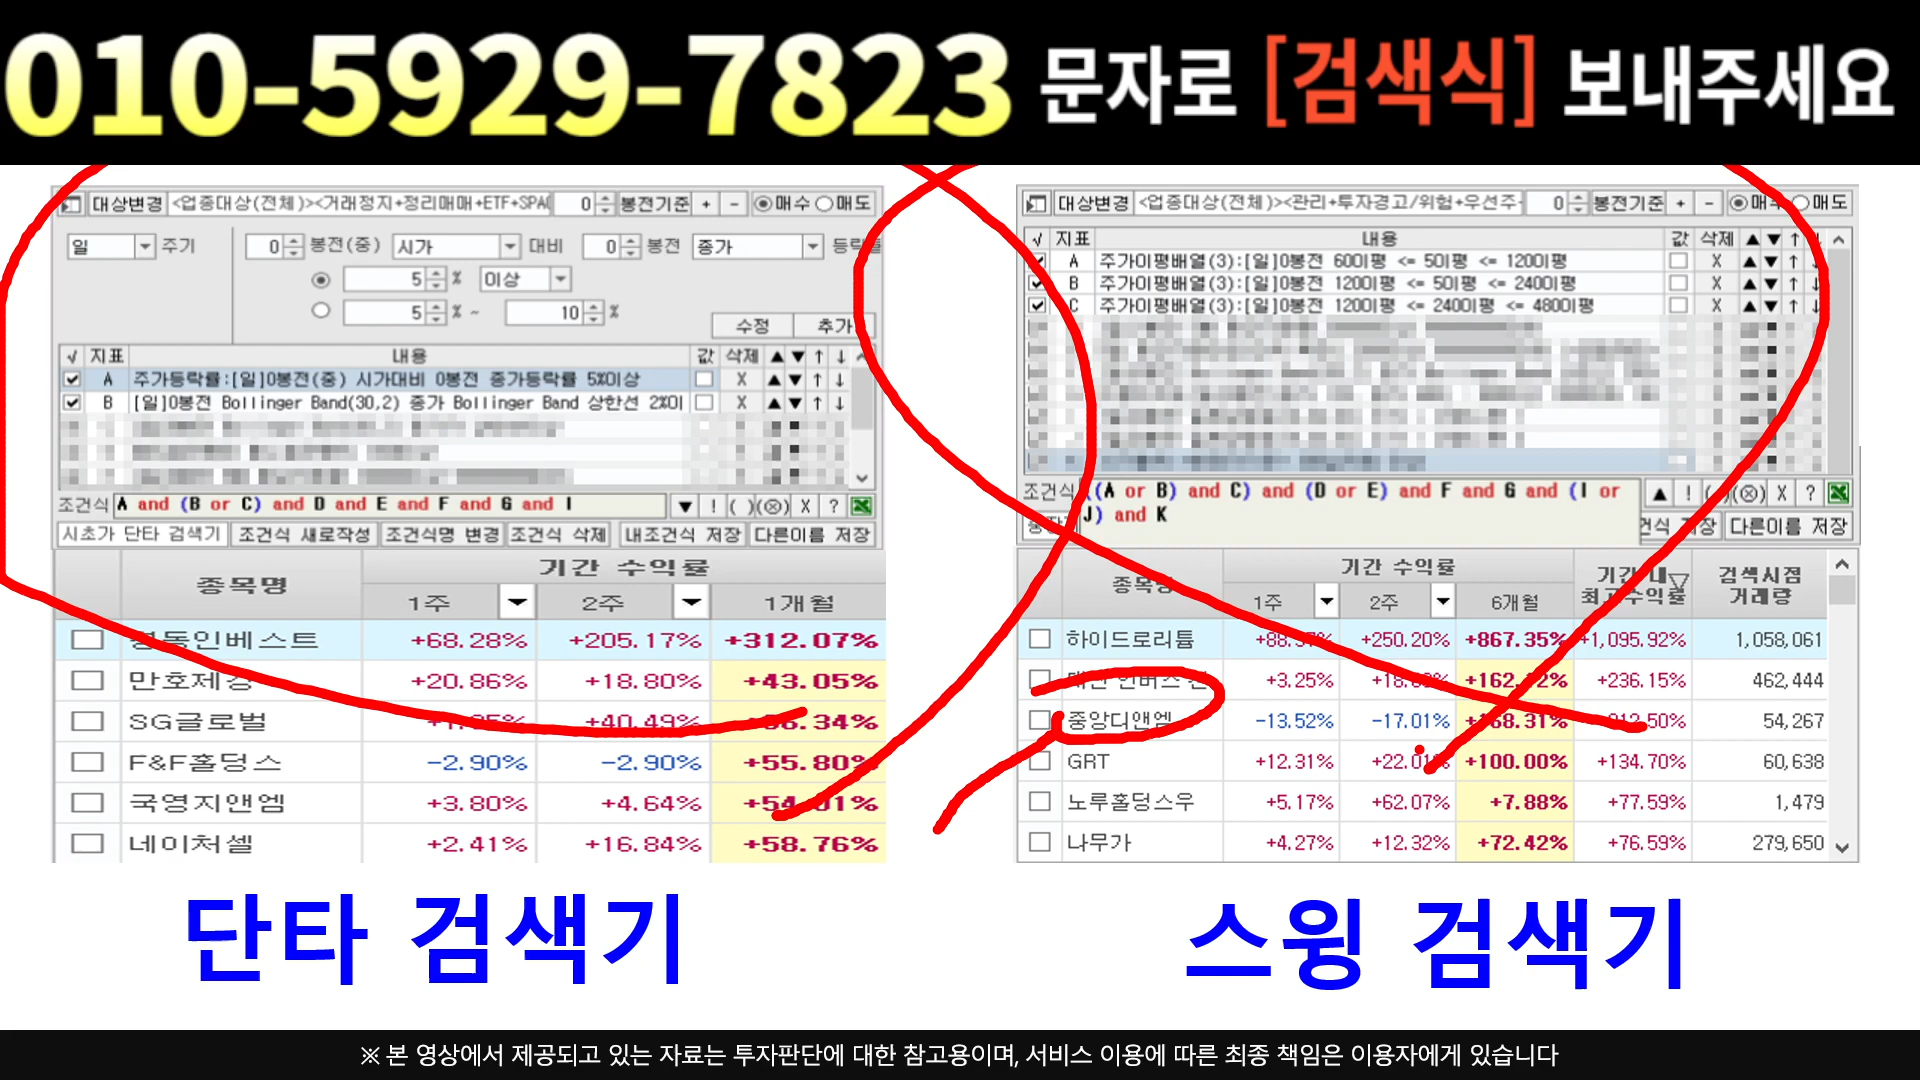 010-5929-7823 문자로 [검색식] 보내주세요
대상변경 <업종대상(전체)><거래정지+정리매매+ETF+SPAC 0 봉전기준 + - 매수 매도
일 주기 0 봉전(중) 시가 대비 0 봉전 종가
5 % 이상
5 % ~ 10 %
수정 추가
√ 지표 내용 값 삭제 ▲ ▼ ↑ ↓
A 주가등락률:[일]0봉전(중) 시가대비 0봉전 종가등락률 5%이상 X ▲ ▼ ↑ ↓
B [일]0봉전 Bollinger Band(30,2) 종가 Bollinger Band 상한선 2%이 X ▲ ▼ ↑ ↓
조건식 A and (B or C) and D and E and F and G and I ▼ ! ( ) (⊗) X ?
시초가 단타 검색기 조건식 새로작성 조건식명 변경 조건식 삭제 내조건식 저장 다른이름 저장
종목명 기간 수익률
1주 2주 1개월
+68.28% +205.17% +312.07%
만호제강 +20.86% +18.80% +43.05%
SG글로벌 +40.49%
F&F홀딩스 -2.90% -2.90% +55.80%
국영지앤엠 +3.80% +4.64%
네이처셀 +2.41% +16.84% +58.76%
단타 검색기
대상변경 <업종대상(전체)><관리+투자경고/위험+우선주+ 0 봉전기준 + - 매수 매도
√ 지표 내용 값 삭제 ▲ ▼ ↑ ↓
A 주가이평배열(3):[일]0봉전 60이평 <= 5이평 <= 120이평 X ▲ ▼ ↑ ↓
B 주가이평배열(3):[일]0봉전 120이평 <= 5이평 <= 240이평 X ▲ ▼ ↑ ↓
C 주가이평배열(3):[일]0봉전 120이평 <= 240이평 <= 480이평 X ▲ ▼ ↑ ↓
조건식 ((A or B) and C) and (D or E) and F and G and (I or ▲ ! ( ) (⊗) X ?
J) and K 다른이름 저장
종목명 기간 수익률 기간 내 최고수익률 검색시점 거래량
1주 2주 6개월
하이드로리튬 +250.20% +867.35% +1,095.92% 1,058,061
+3.25% +236.15% 462,444
중앙디앤엠 -13.52% -17.01% 54,267
GRT +12.31% +100.00% +134.70% 60,638
노루홀딩스우 +5.17% +62.07% +7.88% +77.59% 1,479
나무가 +4.27% +12.32% +72.42% +76.59% 279,650
스윙 검색기
※ 본 영상에서 제공되고 있는 자료는 투자판단에 대한 참고용이며, 서비스 이용에 따른 최종 책임은 이용자에게 있습니다